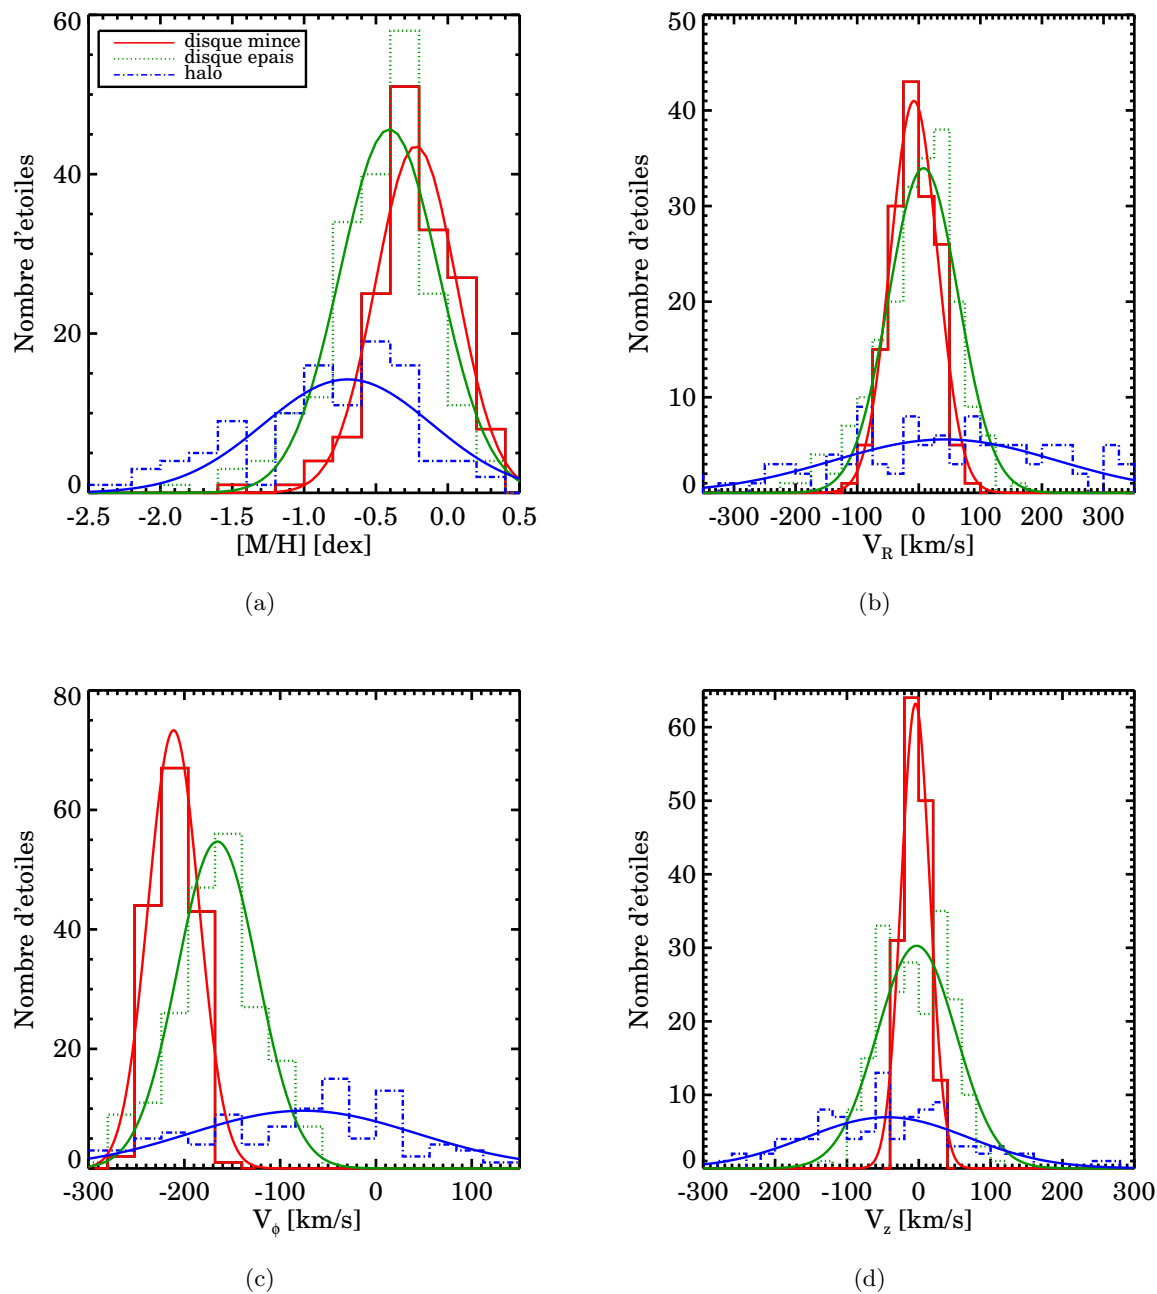 60
40
20
0
Nombre d'etoiles
disque mince
disque epais
halo
-2.5 -2.0 -1.5 -1.0 -0.5 0.0 0.5
[M/H] [dex]
(a)
50
40
30
20
10
0
Nombre d'etoiles
-300 -200 -100 0 100 200 300
V_R [km/s]
(b)
80
60
40
20
0
Nombre d'etoiles
-300 -200 -100 0 100
V_ϕ [km/s]
(c)
60
50
40
30
20
10
0
Nombre d'etoiles
-300 -200 -100 0 100 200 300
V_z [km/s]
(d)